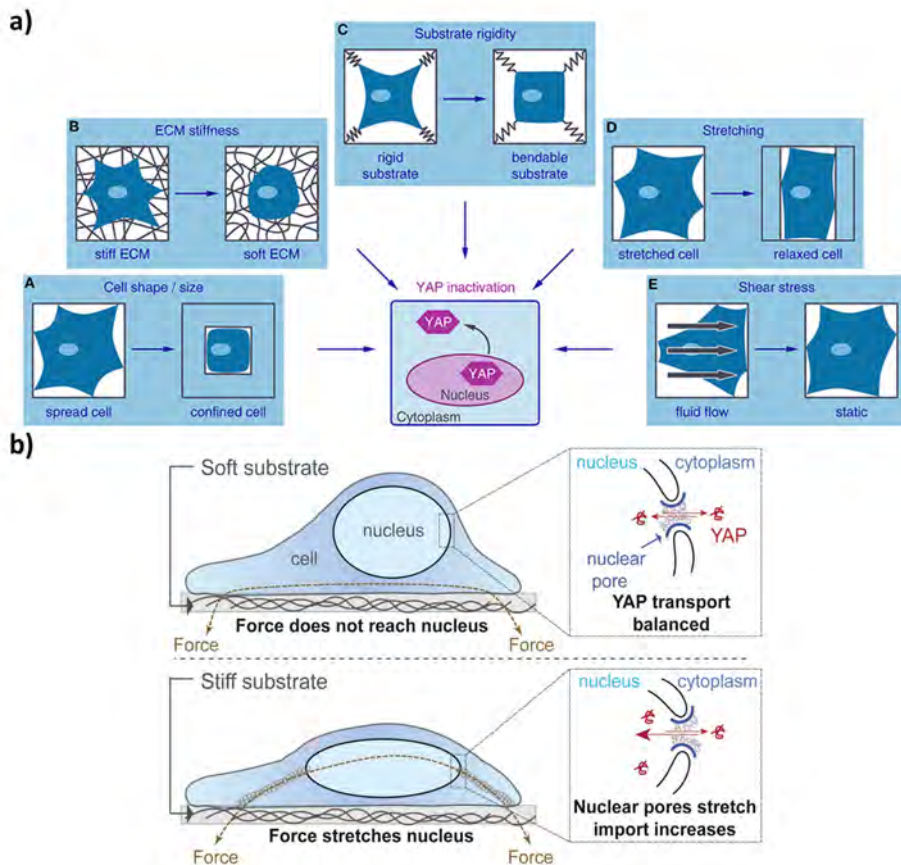 a)
C
Substrate rigidity
rigid
substrate
bendable
substrate
B
ECM stiffness
stiff ECM
soft ECM
D
Stretching
stretched cell
relaxed cell
A
Cell shape / size
spread cell
confined cell
YAP inactivation
YAP
YAP
Nucleus
Cytoplasm
E
Shear stress
fluid flow
static
b)
Soft substrate
nucleus
cell
Force does not reach nucleus
Force
Force
nucleus
cytoplasm
YAP
nuclear
pore
YAP transport
balanced
Stiff substrate
Force stretches nucleus
Force
Force
nucleus
cytoplasm
Nuclear pores stretch
import increases